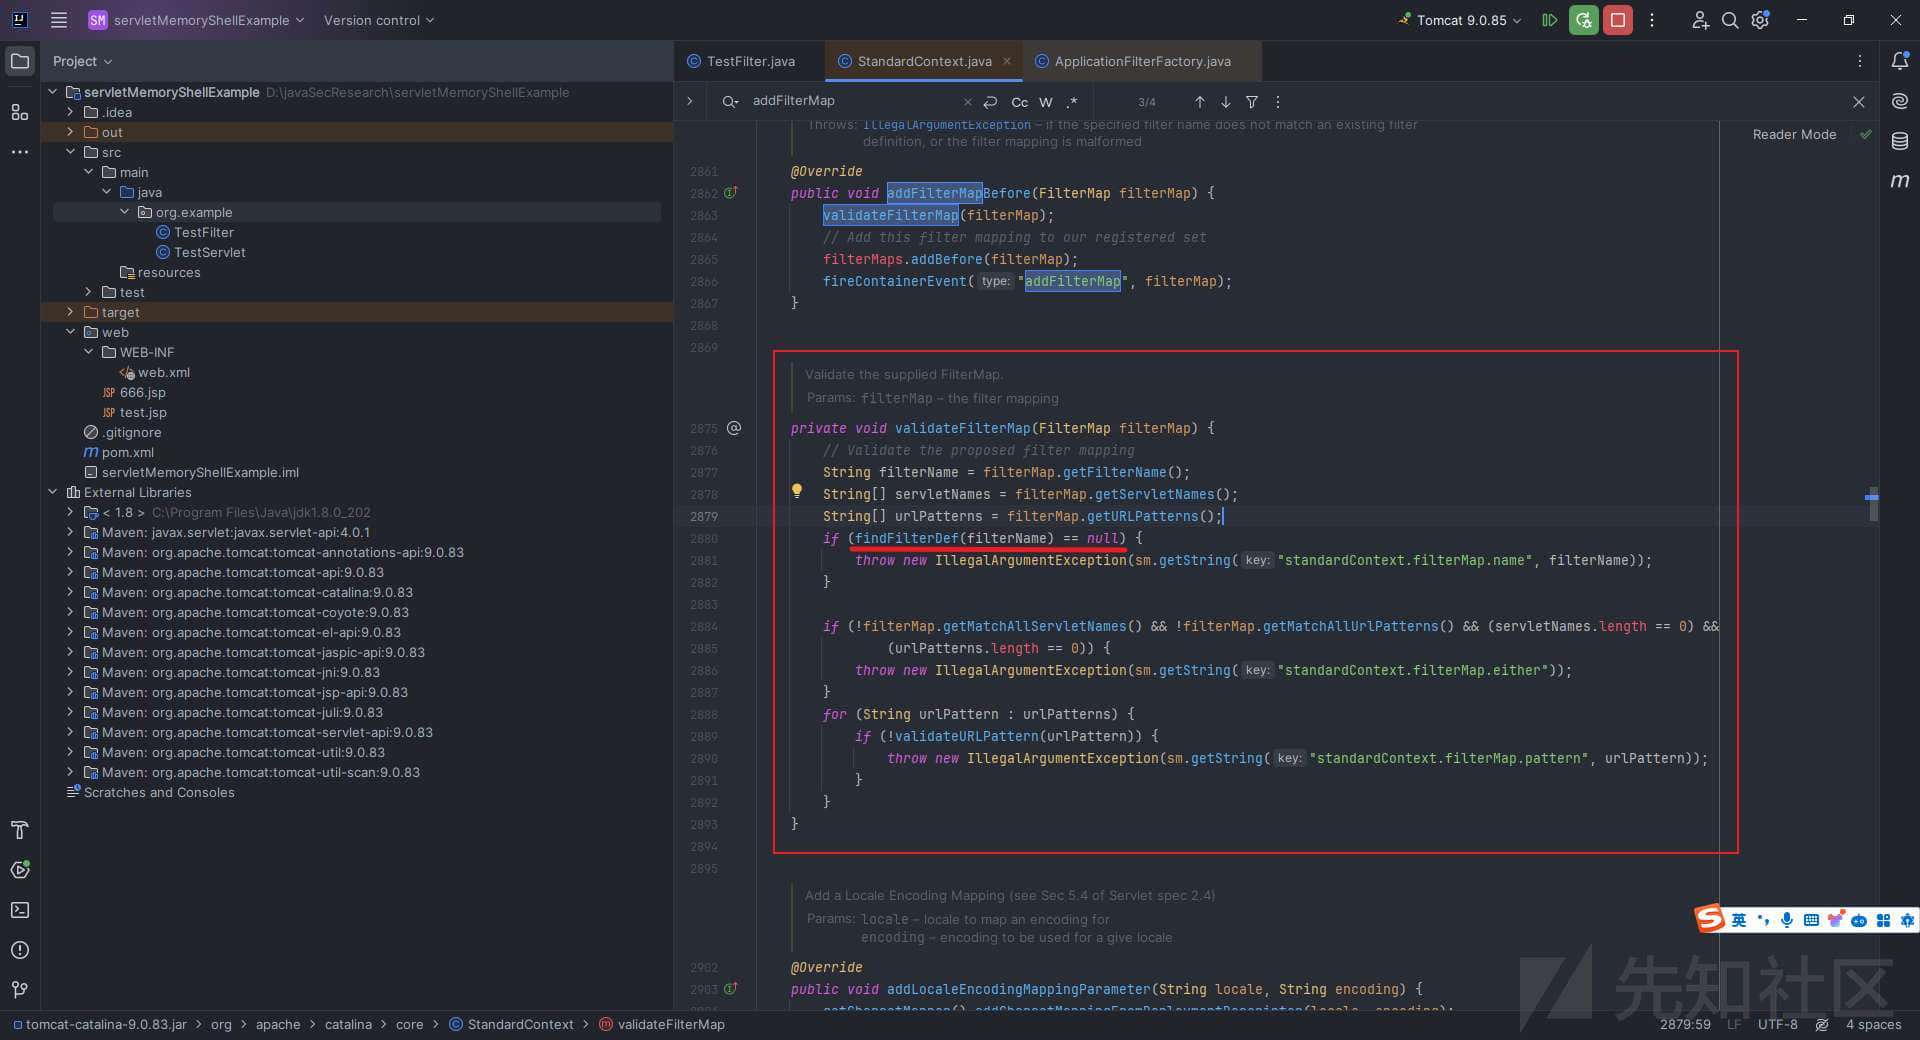 SM servletMemoryShellExample Version control Tomcat 9.0.85
Project
TestFilter.java StandardContext.java ApplicationFilterFactory.java
servletMemoryShellExample D:\javaSecResearch\servletMemoryShellExample
.idea
out
src
main
java
org.example
TestFilter
TestServlet
resources
test
target
web
WEB-INF
web.xml
JSP 666.jsp
JSP test.jsp
.gitignore
m pom.xml
servletMemoryShellExample.iml
External Libraries
< 1.8 > C:\Program Files\Java\jdk1.8.0_202
Maven: javax.servlet:javax.servlet-api:4.0.1
Maven: org.apache.tomcat:tomcat-annotations-api:9.0.83
Maven: org.apache.tomcat:tomcat-api:9.0.83
Maven: org.apache.tomcat:tomcat-catalina:9.0.83
Maven: org.apache.tomcat:tomcat-coyote:9.0.83
Maven: org.apache.tomcat:tomcat-el-api:9.0.83
Maven: org.apache.tomcat:tomcat-jaspic-api:9.0.83
Maven: org.apache.tomcat:tomcat-jni:9.0.83
Maven: org.apache.tomcat:tomcat-jsp-api:9.0.83
Maven: org.apache.tomcat:tomcat-juli:9.0.83
Maven: org.apache.tomcat:tomcat-servlet-api:9.0.83
Maven: org.apache.tomcat:tomcat-util:9.0.83
Maven: org.apache.tomcat:tomcat-util-scan:9.0.83
Scratches and Consoles
addFilterMap Cc W .* 3/4
Reader Mode
Throws: IllegalArgumentException – if the specified filter name does not match an existing filter
definition, or the filter mapping is malformed
2861 @Override
2862 public void addFilterMapBefore(FilterMap filterMap) {
2863 validateFilterMap(filterMap);
2864 // Add this filter mapping to our registered set
2865 filterMaps.addBefore(filterMap);
2866 fireContainerEvent( type: "addFilterMap", filterMap);
2867 }
2868
2869
Validate the supplied FilterMap.
Params: filterMap – the filter mapping
2875 @ private void validateFilterMap(FilterMap filterMap) {
2876 // Validate the proposed filter mapping
2877 String filterName = filterMap.getFilterName();
2878 String[] servletNames = filterMap.getServletNames();
2879 String[] urlPatterns = filterMap.getURLPatterns();
2880 if (findFilterDef(filterName) == null) {
2881 throw new IllegalArgumentException(sm.getString( key: "standardContext.filterMap.name", filterName));
2882 }
2883
2884 if (!filterMap.getMatchAllServletNames() && !filterMap.getMatchAllUrlPatterns() && (servletNames.length == 0) &&
2885 (urlPatterns.length == 0)) {
2886 throw new IllegalArgumentException(sm.getString( key: "standardContext.filterMap.either"));
2887 }
2888 for (String urlPattern : urlPatterns) {
2889 if (!validateURLPattern(urlPattern)) {
2890 throw new IllegalArgumentException(sm.getString( key: "standardContext.filterMap.pattern", urlPattern));
2891 }
2892 }
2893 }
2894
2895
Add a Locale Encoding Mapping (see Sec 5.4 of Servlet spec 2.4)
Params: locale – locale to map an encoding for
encoding – encoding to be used for a give locale
2902 @Override
2903 public void addLocaleEncodingMappingParameter(String locale, String encoding) {
英
先知社区
tomcat-catalina-9.0.83.jar > org > apache > catalina > core > StandardContext > validateFilterMap
2879:59 LF UTF-8 4 spaces